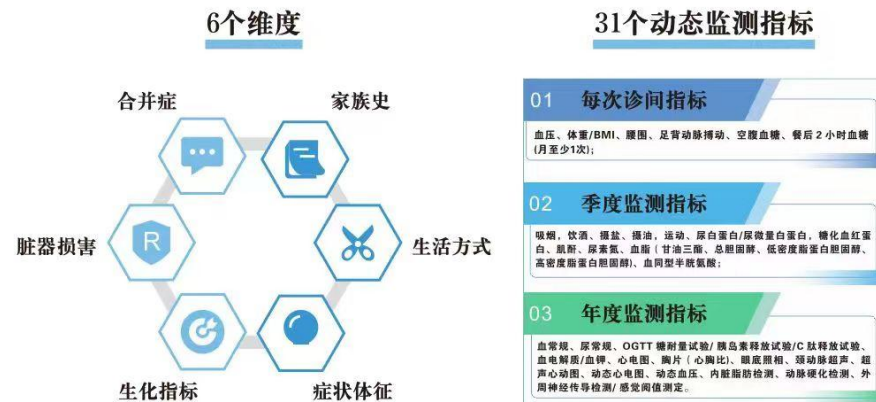 6个维度
31个动态监测指标
合并症
家族史
脏器损害
R
生活方式
生化指标
症状体征
01 每次诊间指标
血压、体重/BMI、腰围、足背动脉搏动、空腹血糖、餐后 2 小时血糖
(月至少1次);
02 季度监测指标
吸烟，饮酒、摄盐、摄油，运动、尿白蛋白/尿微量白蛋白，糖化血红蛋
白、肌酐、尿素氮、血脂（甘油三酯、总胆固醇、低密度脂蛋白胆固醇、
高密度脂蛋白胆固醇)、血同型半胱氨酸；
03 年度监测指标
血常规、尿常规、OGTT 糖耐量试验/ 胰岛素释放试验/C 肽释放试验、
血电解质/血钾、心电图、胸片（ 心胸比)、眼底照相、颈动脉超声、超
声心动图、动态心电图、动态血压、内脏脂肪检测、动脉硬化检测、外
周神经传导检测/ 感觉阈值测定。